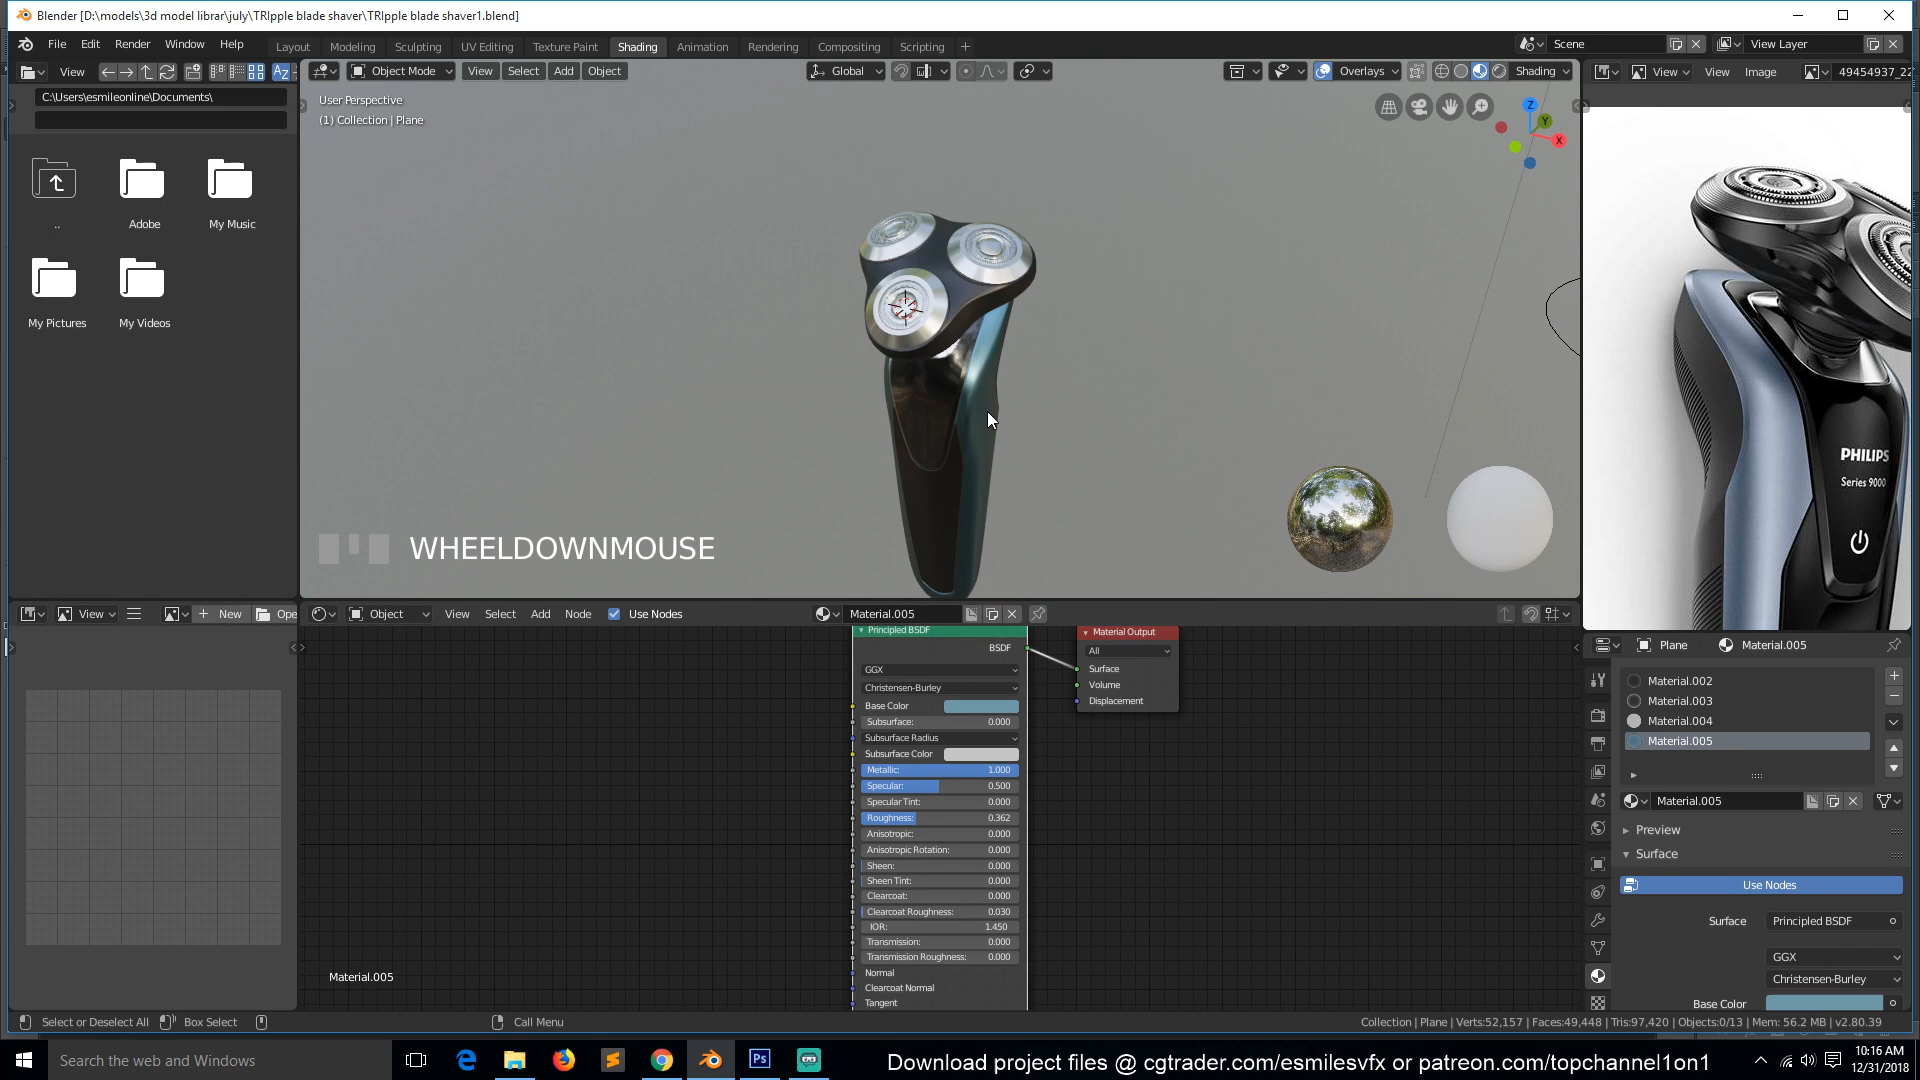 Blender [D:\models\3d model librar\july\TRIpple blade shaver\TRIpple blade shaver1.blend]
File Edit Render Window Help
Layout Modeling Sculpting UV Editing Texture Paint Shading Animation Rendering Compositing Scripting +
Scene
View Layer
View
Object Mode View Select Add Object
Global
Overlays
Shading
View View Image
49454937_22
C:\Users\esmileonline\Documents\
..
Adobe
My Music
My Pictures
My Videos
User Perspective
(1) Collection | Plane
Z
Y
X
WHEELDOWNMOUSE
PHILIPS
Series 9000
View
New
Ope
Object View Select Add Node Use Nodes
Material.005
Principled BSDF
BSDF
GGX
Christensen-Burley
Base Color
Subsurface: 0.000
Subsurface Radius
Subsurface Color
Metallic: 1.000
Specular: 0.500
Specular Tint: 0.000
Roughness: 0.362
Anisotropic: 0.000
Anisotropic Rotation: 0.000
Sheen: 0.000
Sheen Tint: 0.000
Clearcoat: 0.000
Clearcoat Roughness: 0.030
IOR: 1.450
Transmission: 0.000
Transmission Roughness: 0.000
Normal
Clearcoat Normal
Tangent
Material Output
All
Surface
Volume
Displacement
Material.005
Plane Material.005
Material.002
Material.003
Material.004
Material.005
Material.005
Preview
Surface
Use Nodes
Surface Principled BSDF
GGX
Christensen-Burley
Base Color
Select or Deselect All Box Select
Call Menu
Collection | Plane | Verts:52,157 | Faces:49,448 | Tris:97,420 | Objects:0/13 | Mem: 56.2 MB | v2.80.39
Search the web and Windows
Download project files @ cgtrader.com/esmilesvfx or patreon.com/topchannel1on1
10:16 AM
12/31/2018